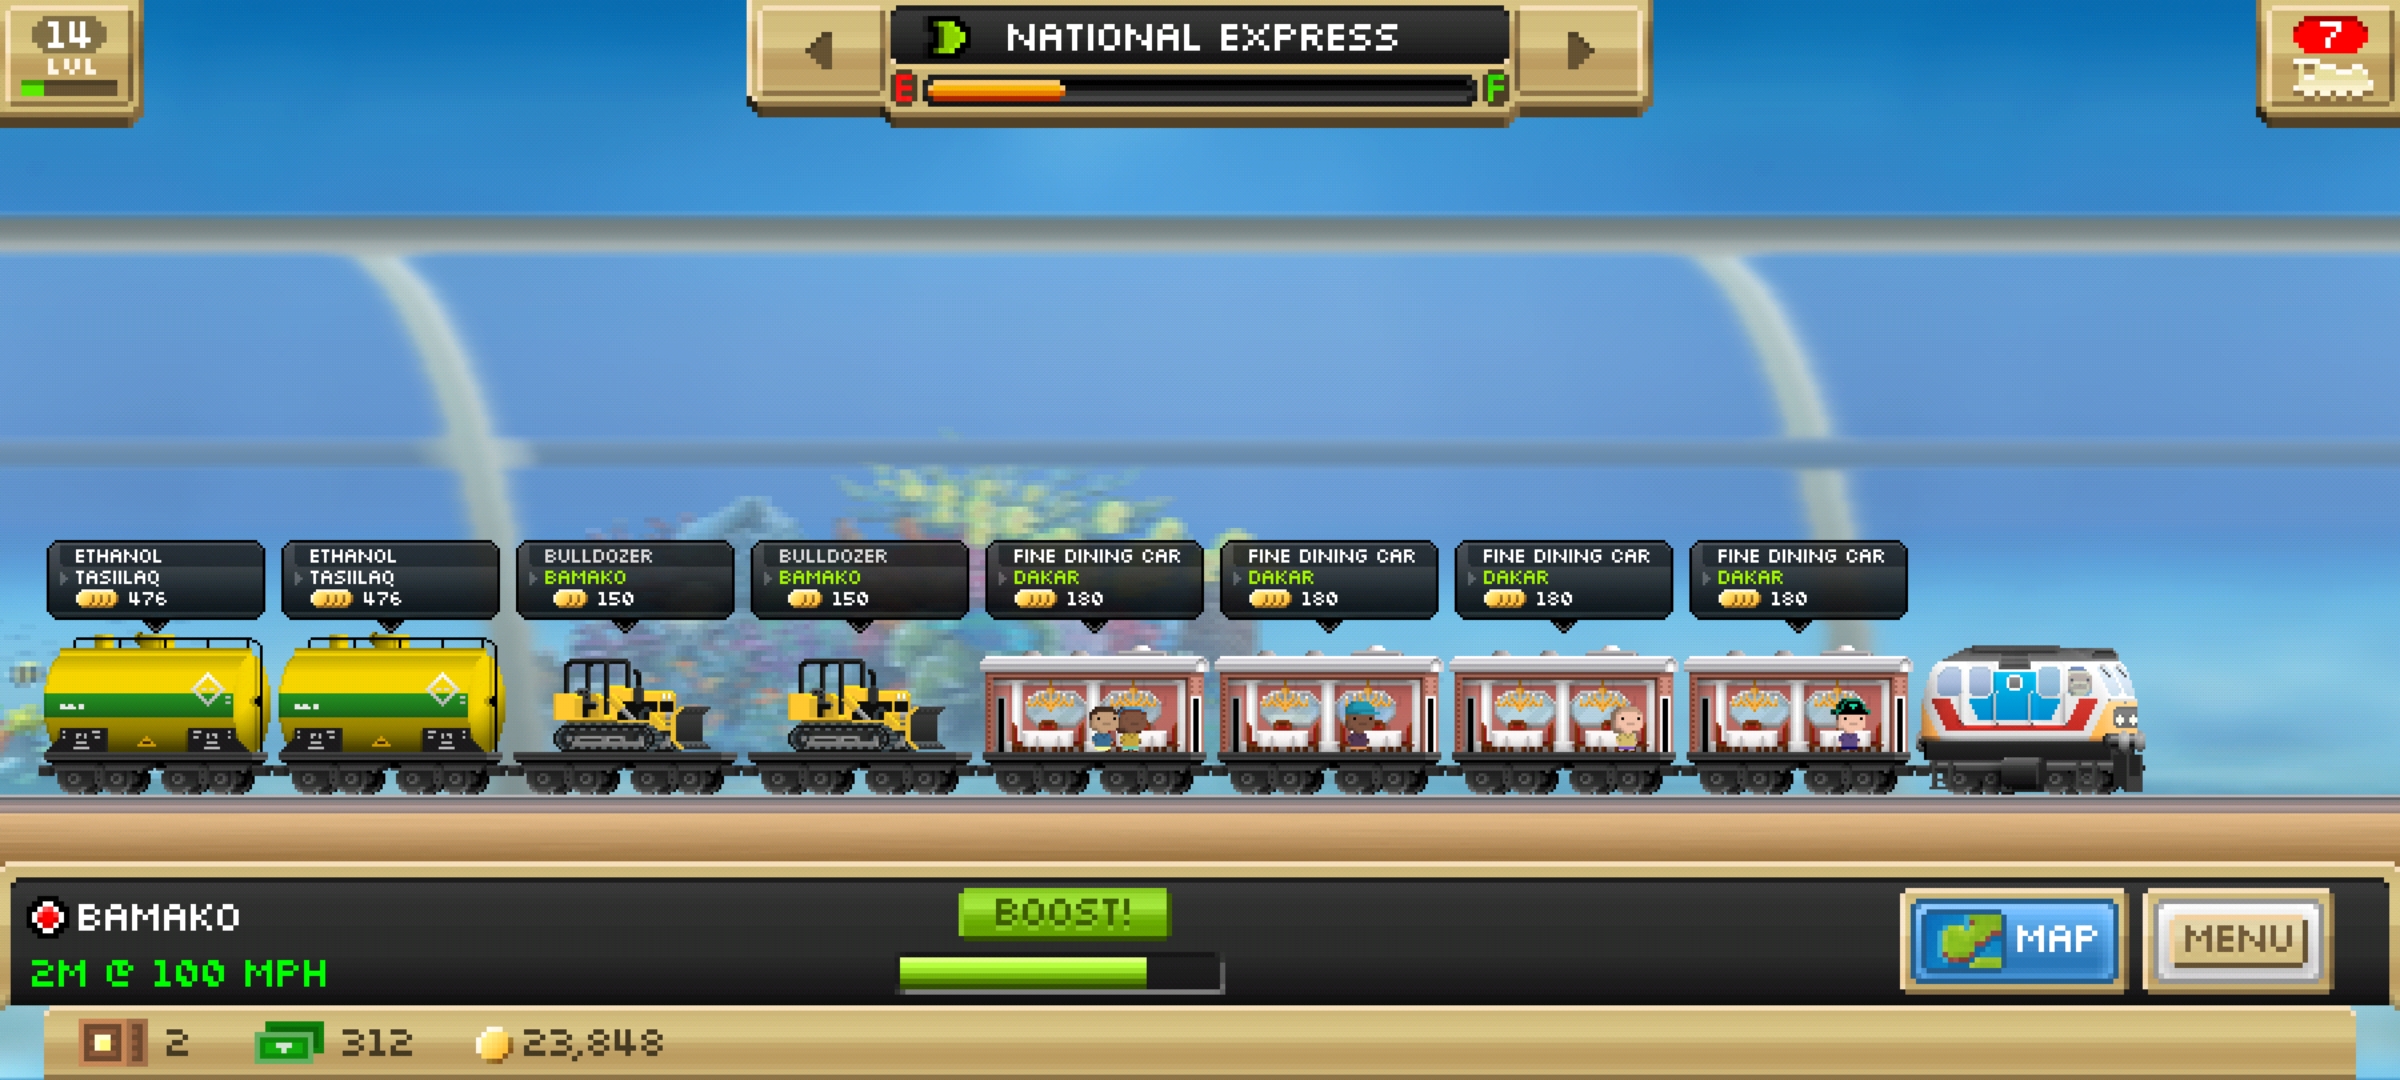 14
LVL
NATIONAL EXPRESS
E F
7
ETHANOL
TASIILAQ
476
ETHANOL
TASIILAQ
476
BULLDOZER
BAMAKO
150
BULLDOZER
BAMAKO
150
FINE DINING CAR
DAKAR
180
FINE DINING CAR
DAKAR
180
FINE DINING CAR
DAKAR
180
FINE DINING CAR
DAKAR
180
BAMAKO
2M @ 100 MPH
BOOST!
MAP
MENU
2
312
23,848